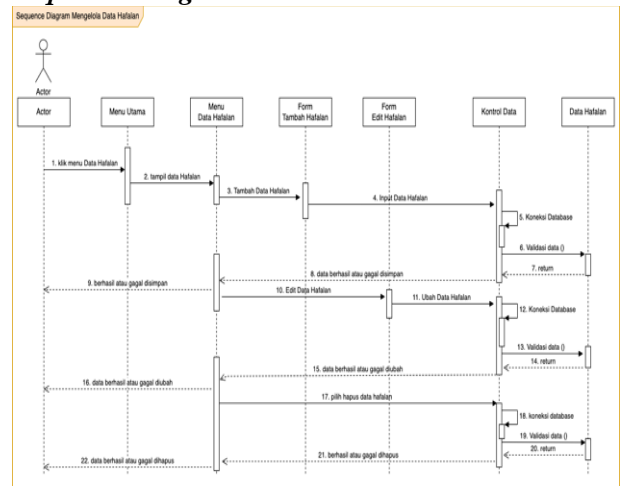 Sequence Diagram Mengelola Data Hafalan
Actor
Actor
Menu Utama
Menu
Data Hafalan
Form
Tambah Hafalan
Form
Edit Hafalan
Kontrol Data
Data Hafalan
1. klik menu Data Hafalan
2. tampil data Hafalan
3. Tambah Data Hafalan
4. Input Data Hafalan
5. Koneksi Database
6. Validasi data ()
7. return
8. data berhasil atau gagal disimpan
9. berhasil atau gagal disimpan
10. Edit Data Hafalan
11. Ubah Data Hafalan
12. Koneksi Database
13. Validasi data ()
14. return
15. data berhasil atau gagal diubah
16. data berhasil atau gagal diubah
17. pilih hapus data hafalan
18. koneksi database
19. Validasi data ()
20. return
21. berhasil atau gagal dihapus
22. data berhasil atau gagal dihapus